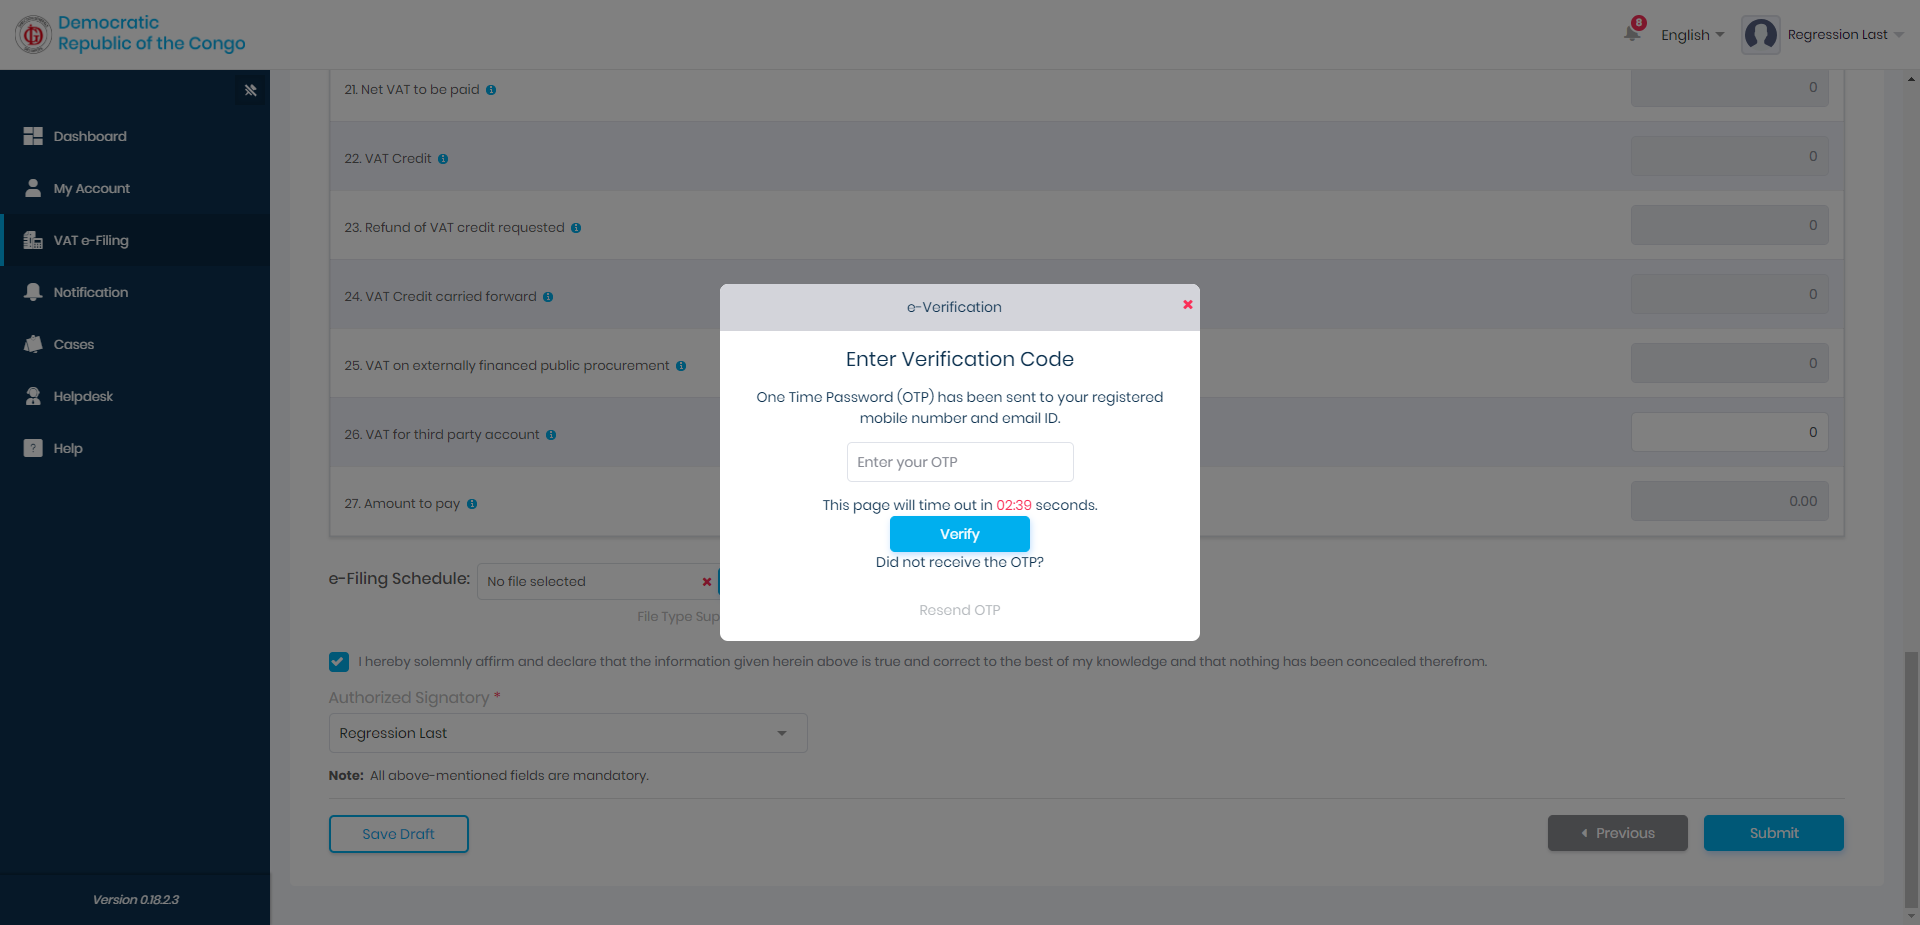 Democratic
Republic of the Congo
8
English
Regression Last
Dashboard
My Account
VAT e-Filing
Notification
Cases
Helpdesk
? Help
Version 0.18.2.3
21. Net VAT to be paid 0
22. VAT Credit 0
23. Refund of VAT credit requested 0
24. VAT Credit carried forward 0
25. VAT on externally financed public procurement 0
26. VAT for third party account 0
27. Amount to pay 0.00
e-Verification
Enter Verification Code
One Time Password (OTP) has been sent to your registered
mobile number and email ID.
Enter your OTP
This page will time out in 02:39 seconds.
Verify
Did not receive the OTP?
Resend OTP
e-Filing Schedule: No file selected
File Type Sup
I hereby solemnly affirm and declare that the information given herein above is true and correct to the best of my knowledge and that nothing has been concealed therefrom.
Authorized Signatory *
Regression Last
Note: All above-mentioned fields are mandatory.
Save Draft
Previous
Submit